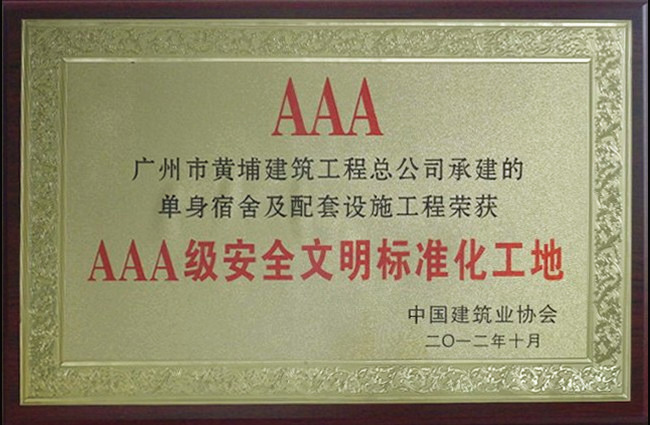 AAA
广州市黄埔建筑工程总公司承建的
单身宿舍及配套设施工程荣获
AAA级安全文明标准化工地
中国建筑业协会
二〇一二年十月